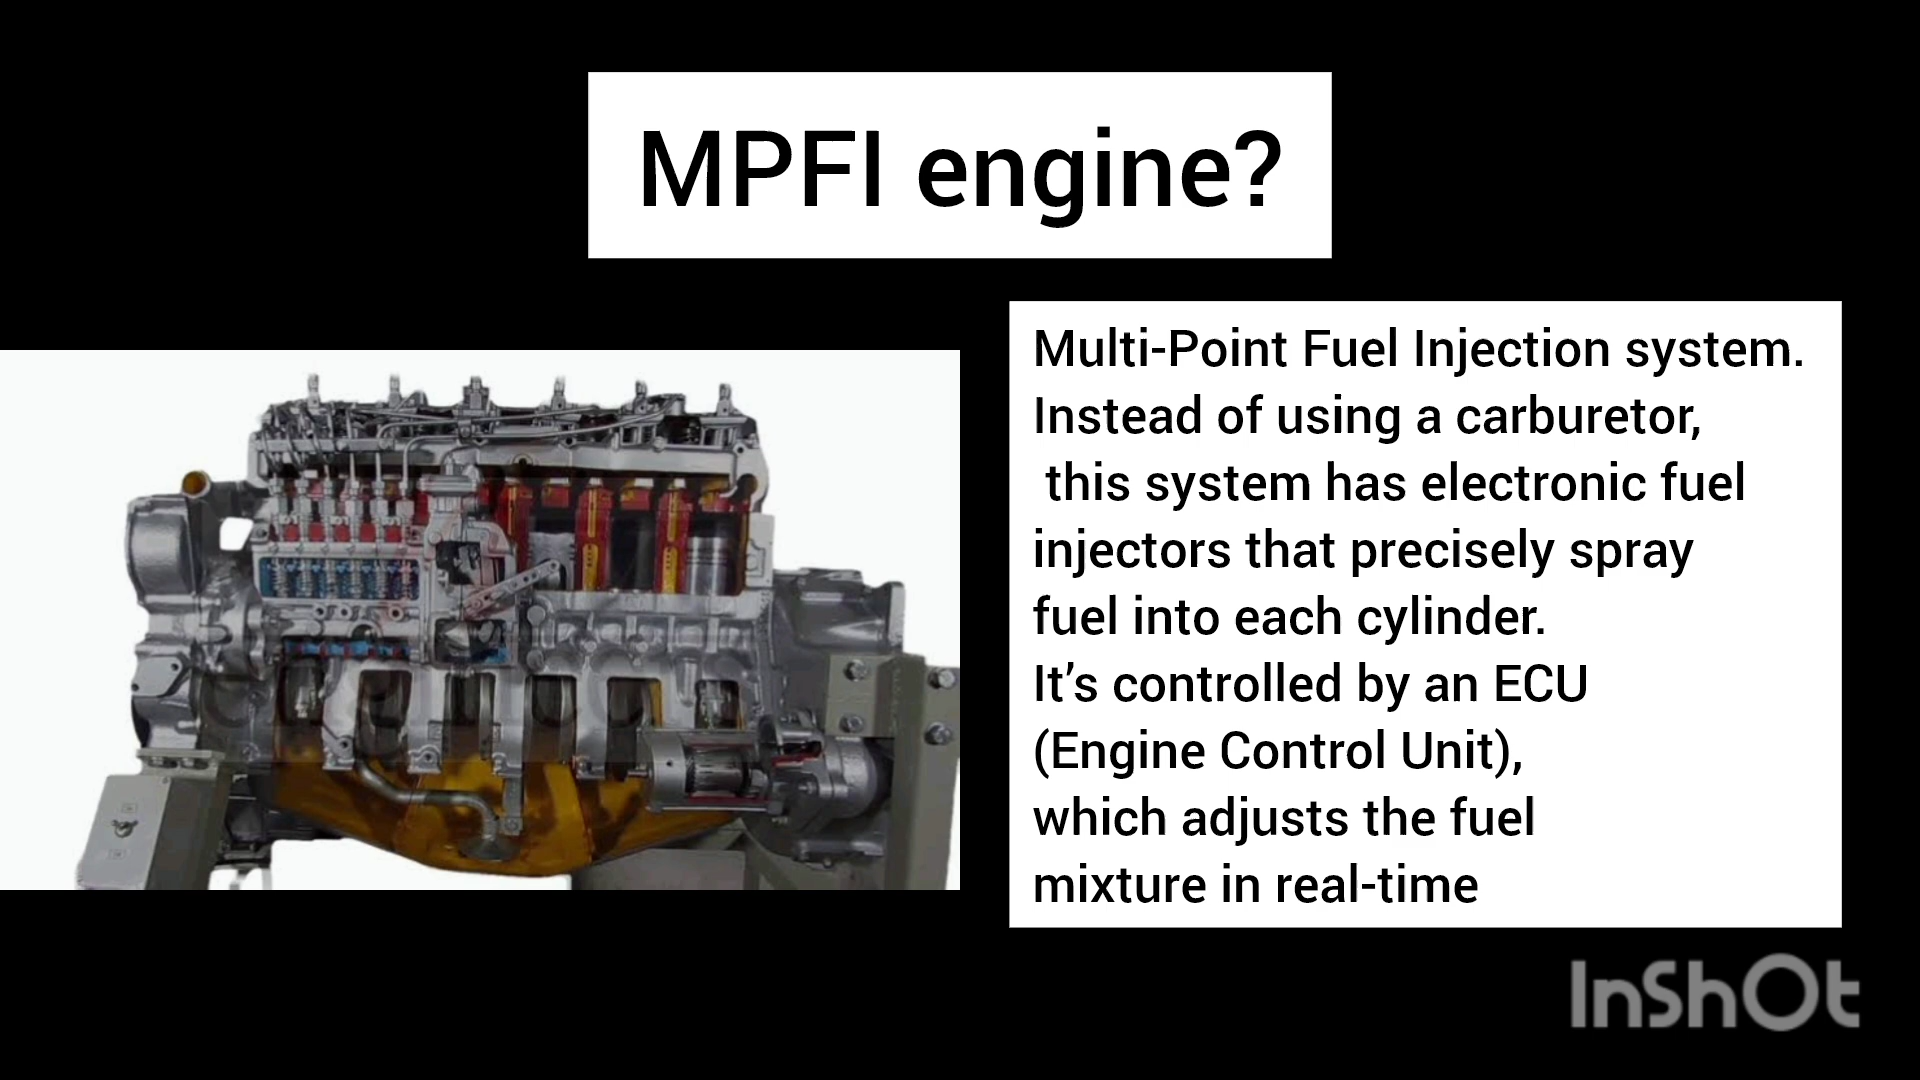 MPFI engine?
Multi-Point Fuel Injection system.
Instead of using a carburetor,
this system has electronic fuel
injectors that precisely spray
fuel into each cylinder.
It’s controlled by an ECU
(Engine Control Unit),
which adjusts the fuel
mixture in real-time
InShOt